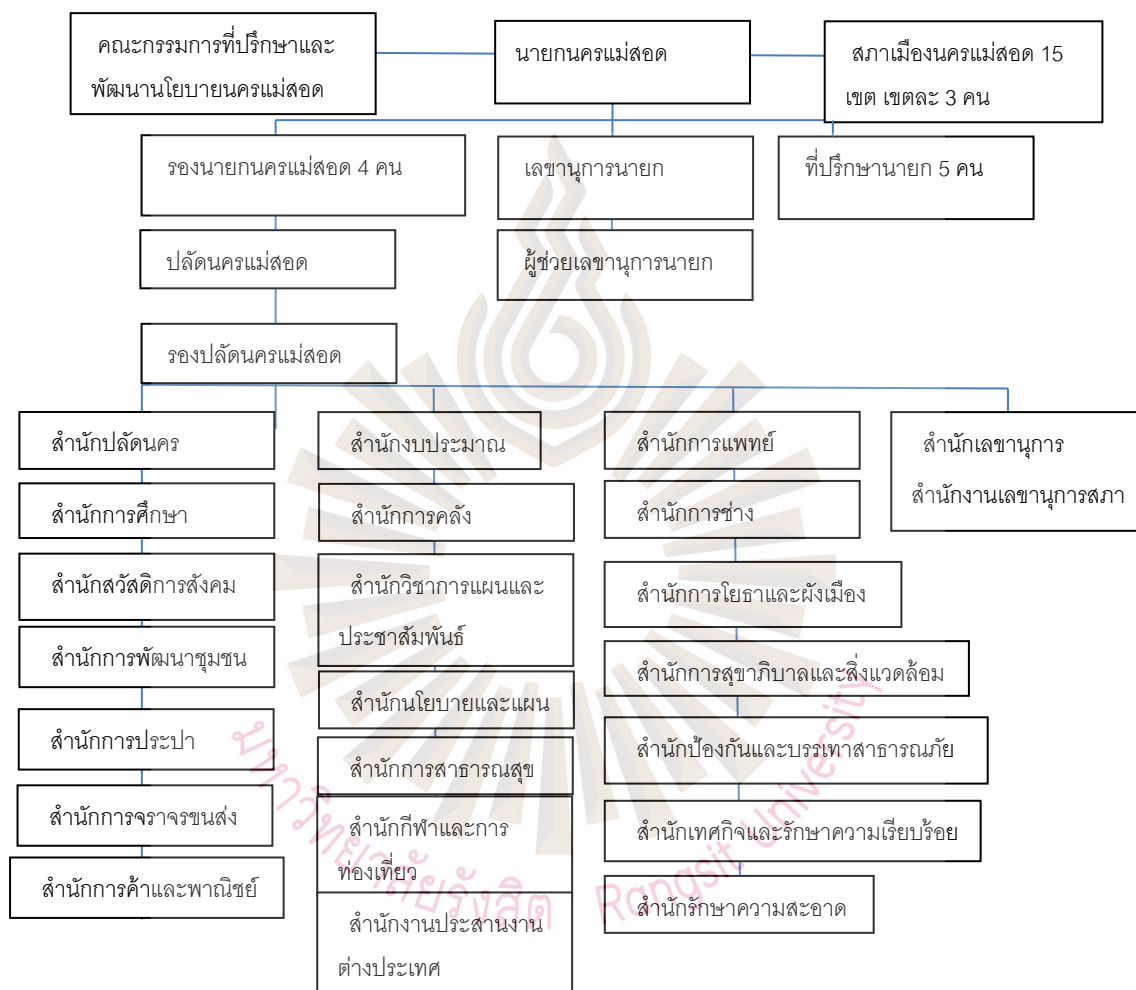 คณะกรรมการที่ปรึกษาและ
พัฒนานโยบายนครแม่สอด
นายกนครแม่สอด
สภาเมืองนครแม่สอด 15
เขต เขตละ 3 คน
รองนายกนครแม่สอด 4 คน
เลขานุการนายก
ที่ปรึกษานายก 5 คน
ปลัดนครแม่สอด
ผู้ช่วยเลขานุการนายก
รองปลัดนครแม่สอด
สำนักปลัดนคร
สำนักการศึกษา
สำนักสวัสดิการสังคม
สำนักการพัฒนาชุมชน
สำนักการประปา
สำนักการจราจรขนส่ง
สำนักการค้าและพาณิชย์
สำนักงบประมาณ
สำนักการคลัง
สำนักวิชาการแผนและ
ประชาสัมพันธ์
สำนักนโยบายและแผน
สำนักการสาธารณสุข
สำนักกีฬาและการ
ท่องเที่ยว
สำนักงานประสานงาน
ต่างประเทศ
สำนักการแพทย์
สำนักการช่าง
สำนักการโยธาและผังเมือง
สำนักการสุขาภิบาลและสิ่งแวดล้อม
สำนักป้องกันและบรรเทาสาธารณภัย
สำนักเทศกิจและรักษาความเรียบร้อย
สำนักรักษาความสะอาด
สำนักเลขานุการ
สำนักงานเลขานุการสภา
มหาวิทยาลัยรังสิต Rangsit University